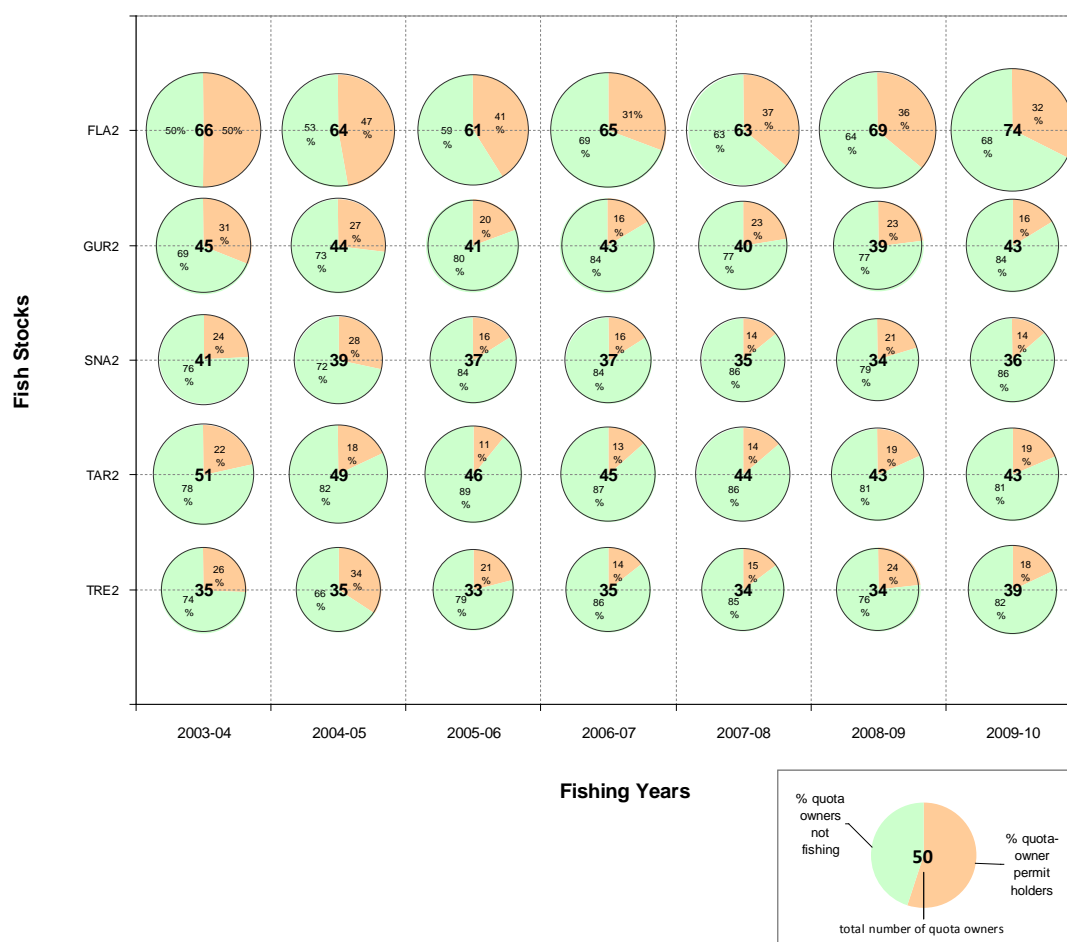 FLA2
50% 66 50%
53 % 64 47 %
59 % 61 41 %
69 % 65 31%
63 % 63 37 %
64 % 69 36 %
68 % 74 32 %
GUR2
69 % 45 31 %
73 % 44 27 %
80 % 41 20 %
84 % 43 16 %
77 % 40 23 %
77 % 39 23 %
84 % 43 16 %
SNA2
76 % 41 24 %
72 % 39 28 %
84 % 37 16 %
84 % 37 16 %
86 % 35 14 %
79 % 34 21 %
86 % 36 14 %
TAR2
78 % 51 22 %
82 % 49 18 %
89 % 46 11 %
87 % 45 13 %
86 % 44 14 %
81 % 43 19 %
81 % 43 19 %
TRE2
74 % 35 26 %
66 % 35 34 %
79 % 33 21 %
86 % 35 14 %
85 % 34 15 %
76 % 34 24 %
82 % 39 18 %
Fish Stocks
2003-04 2004-05 2005-06 2006-07 2007-08 2008-09 2009-10
Fishing Years
% quota
owners
not
fishing
50
% quota-
owner
permit
holders
total number of quota owners